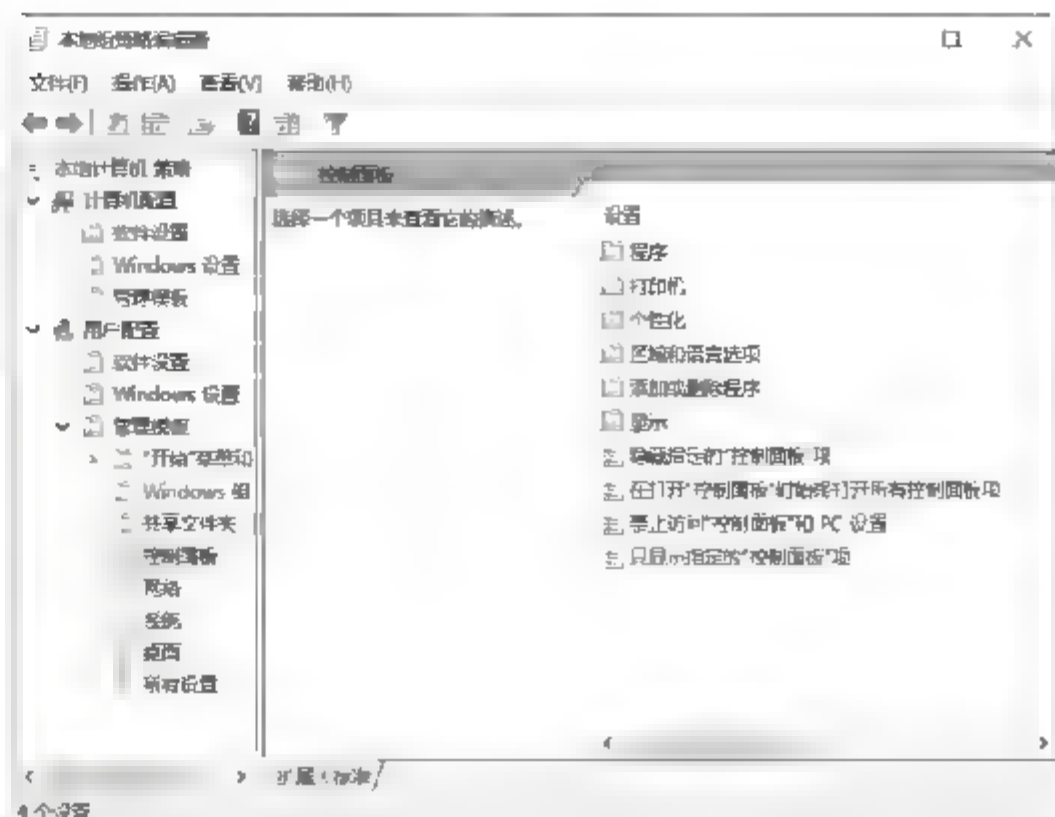 本地组策略编辑器
文件(F) 操作(A) 查看(V) 帮助(H)
本地计算机 策略
计算机配置
软件设置
Windows 设置
管理模板
用户配置
软件设置
Windows 设置
管理模板
"开始"菜单和
Windows 组
共享文件夹
控制面板
网络
系统
桌面
所有设置
控制面板
选择一个项目来查看它的描述。
设置
程序
打印机
个性化
区域和语言选项
添加或删除程序
显示
隐藏指定的"控制面板"项
在打开"控制面板"时始终打开所有控制面板项
禁止访问"控制面板"和 PC 设置
只显示指定的"控制面板"项
扩展 标准
4 个设置